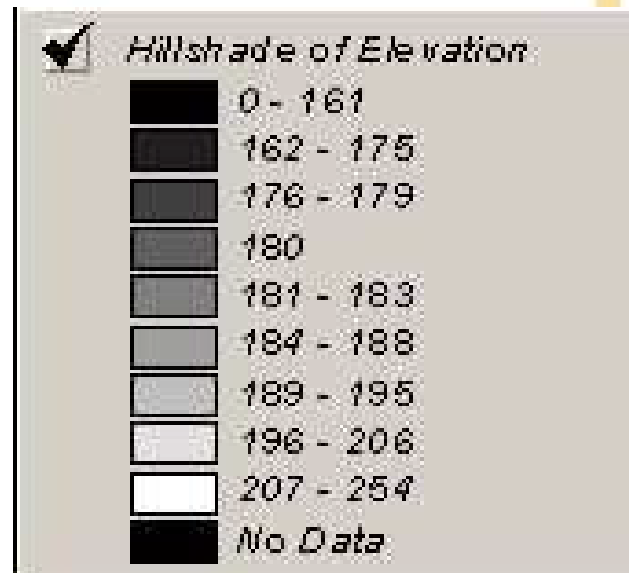 Hillshade of Elevation
0 - 161
162 - 175
176 - 179
180
181 - 183
184 - 188
189 - 195
196 - 206
207 - 254
No Data